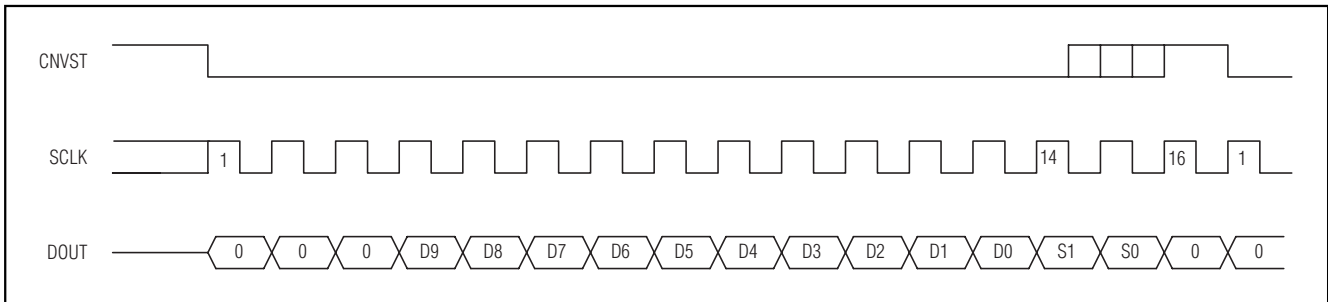 CNVST
SCLK 1 14 16 1
DOUT 0 0 0 D9 D8 D7 D6 D5 D4 D3 D2 D1 D0 S1 S0 0 0